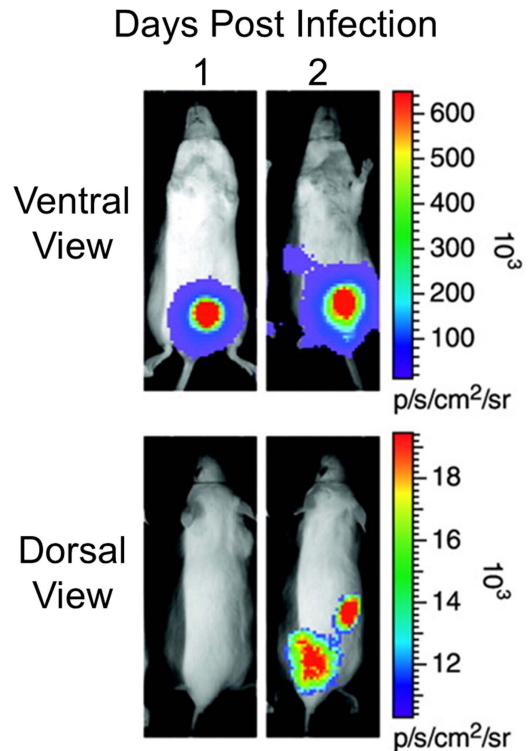 Days Post Infection
1 2
Ventral
View
600
500
400
300
200
100
10³
p/s/cm²/sr
Dorsal
View
18
16
14
12
10³
p/s/cm²/sr